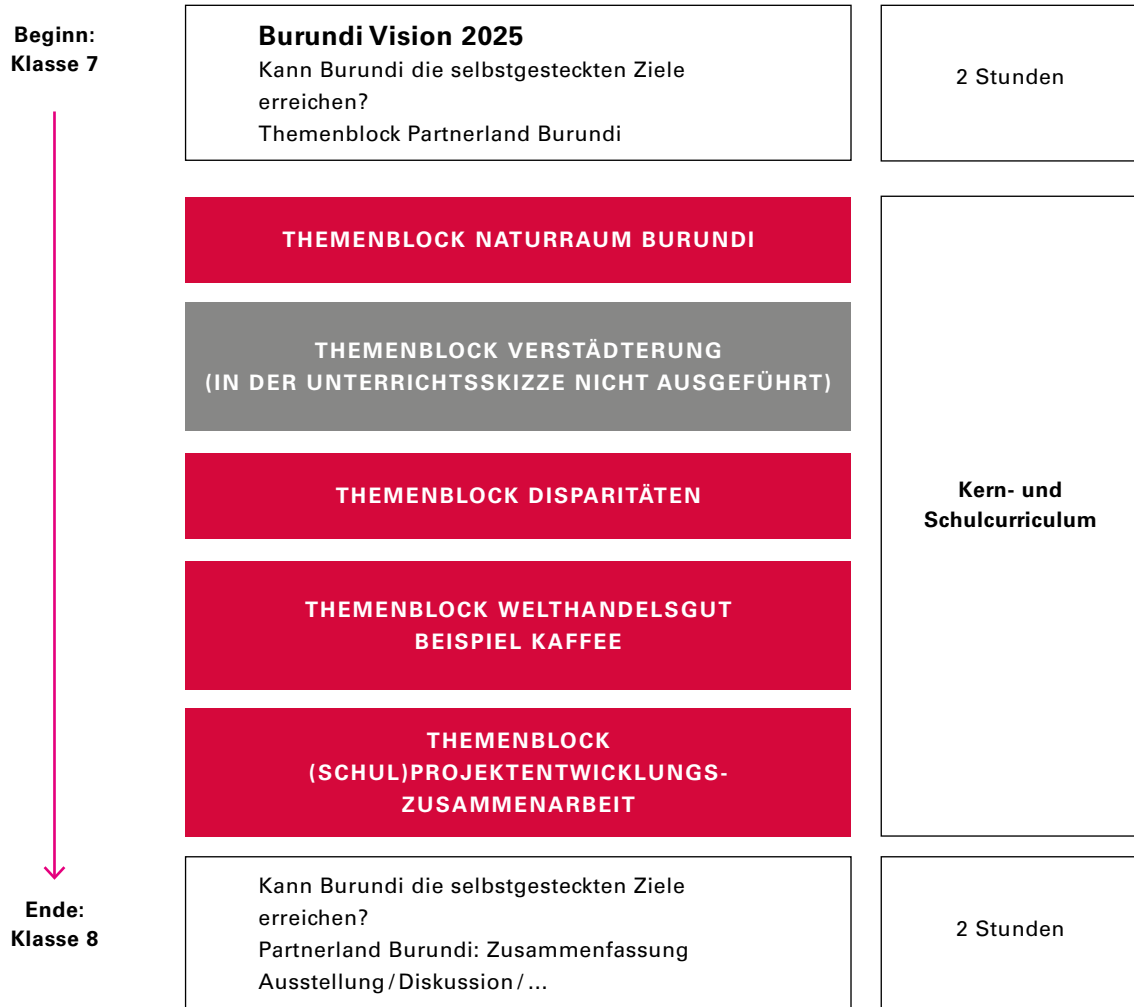 Beginn:
Klasse 7
Burundi Vision 2025
Kann Burundi die selbstgesteckten Ziele
erreichen?
Themenblock Partnerland Burundi
2 Stunden
THEMENBLOCK NATURRAUM BURUNDI
THEMENBLOCK VERSTÄDTERUNG
(IN DER UNTERRICHTSSKIZZE NICHT AUSGEFÜHRT)
THEMENBLOCK DISPARITÄTEN
THEMENBLOCK WELTHANDELSGUT
BEISPIEL KAFFEE
THEMENBLOCK
(SCHUL)PROJEKTENTWICKLUNGS-
ZUSAMMENARBEIT
Kern- und
Schulcurriculum
Ende:
Klasse 8
Kann Burundi die selbstgesteckten Ziele
erreichen?
Partnerland Burundi: Zusammenfassung
Ausstellung / Diskussion / ...
2 Stunden